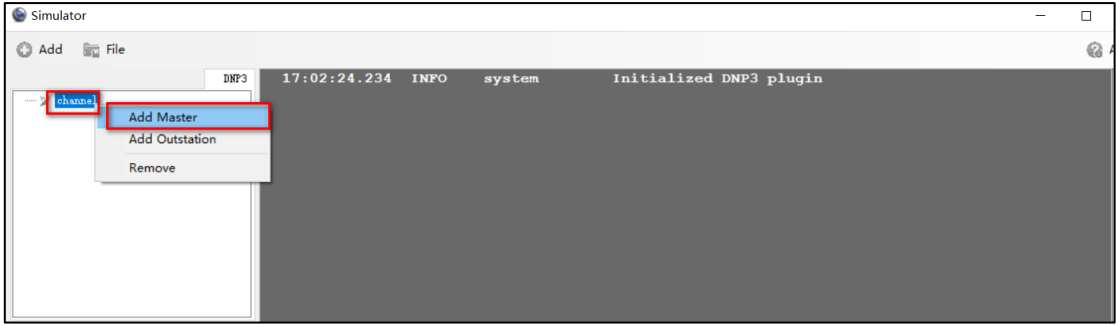 Simulator
Add File
DNP3
17:02:24.234 INFO system Initialized DNP3 plugin
channel
Add Master
Add Outstation
Remove